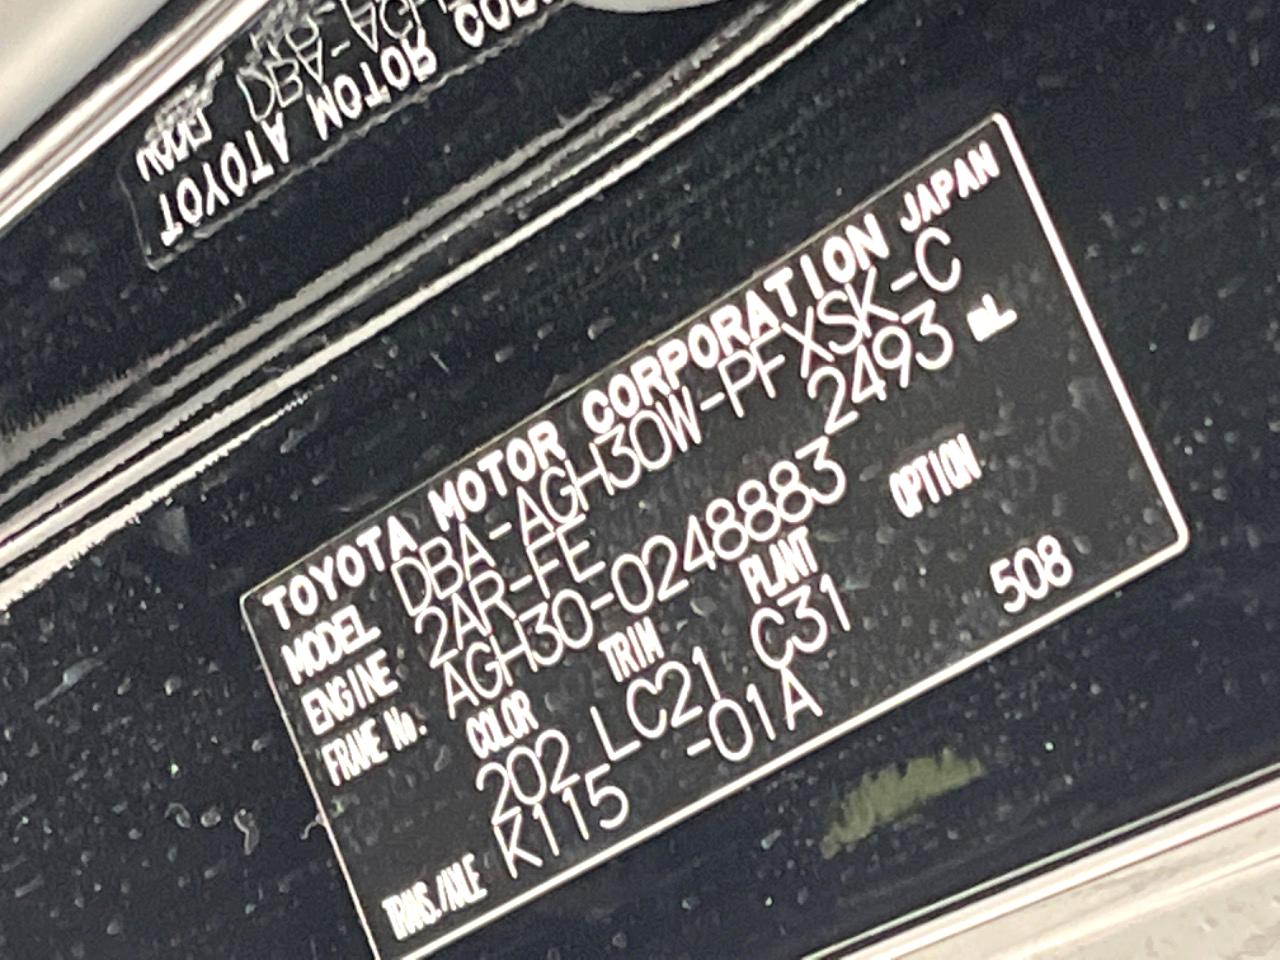 TOYOTA MOTOR CORPORATION JAPAN
MODEL DBA-AGH30W-PFXSK-C
ENGINE 2AR-FE 2493 mL
FRAME No. AGH30-0248883
COLOR TRIM PLANT OPTION
202 LC21 C31 508
TRANS./AXLE K115 -01A
TOYOTA MOTOR
DBA-A